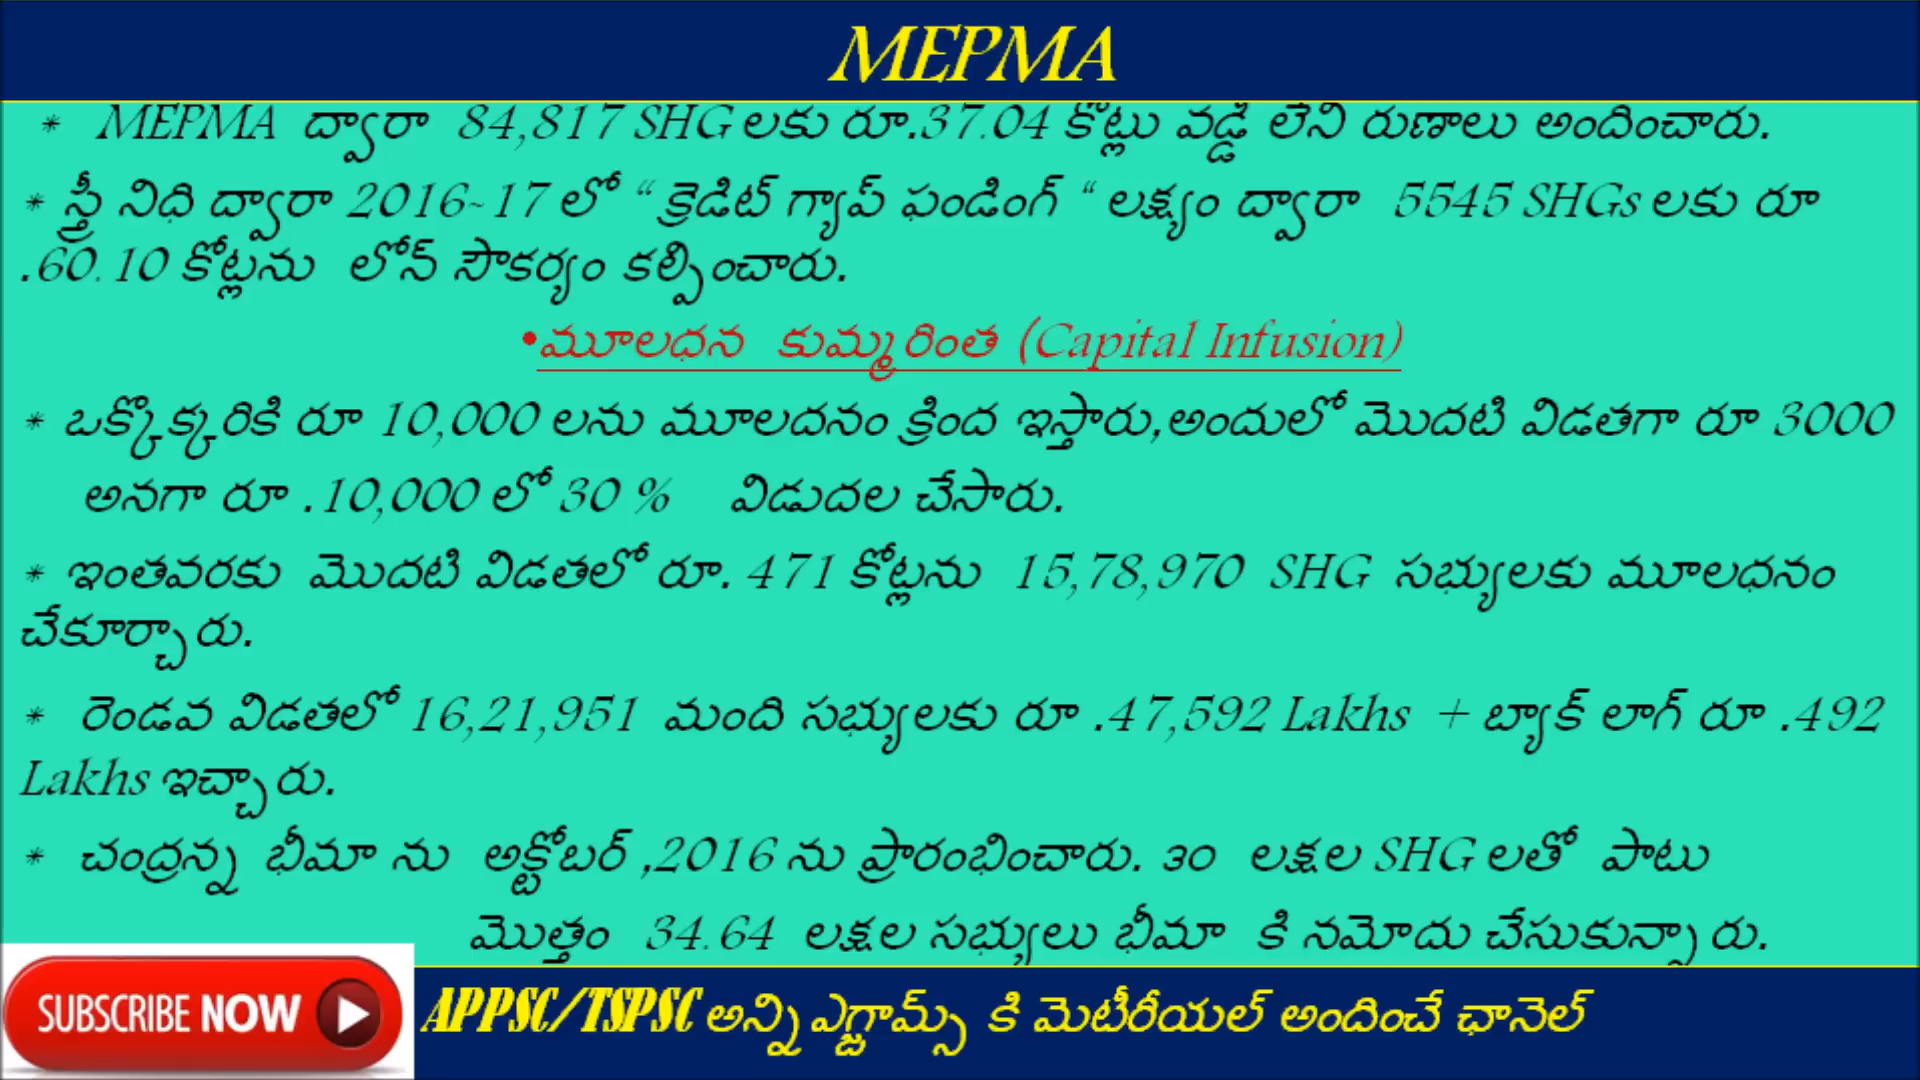 MEPMA
* MEPMA ద్వారా 84,817 SHG లకు రూ.37.04 కోట్లు వడ్డీ లేని రుణాలు అందించారు.
* స్త్రీ నిధి ద్వారా 2016-17 లో “ క్రెడిట్ గ్యాప్ ఫండింగ్ “ లక్ష్యం ద్వారా 5545 SHGs లకు రూ
.60.10 కోట్లను లోన్ సౌకర్యం కల్పించారు.
•మూలధన కుమ్మరింత (Capital Infusion)
* ఒక్కొక్కరికి రూ 10,000 లను మూలదనం క్రింద ఇస్తారు,అందులో మొదటి విడతగా రూ 3000
అనగా రూ .10,000 లో 30 % విడుదల చేసారు.
* ఇంతవరకు మొదటి విడతలో రూ. 471 కోట్లను 15,78,970 SHG సభ్యులకు మూలధనం
చేకూర్చారు.
* రెండవ విడతలో 16,21,951 మంది సభ్యులకు రూ .47,592 Lakhs + బ్యాక్ లాగ్ రూ .492
Lakhs ఇచ్చారు.
* చంద్రన్న భీమా ను అక్టోబర్ ,2016 ను ప్రారంభించారు. 30 లక్షల SHG లతో పాటు
మొత్తం 34.64 లక్షల సభ్యులు భీమా కి నమోదు చేసుకున్నారు.
SUBSCRIBE NOW
APPSC/TSPSC అన్ని ఎగ్జామ్స్ కి మెటీరీయల్ అందించే ఛానెల్